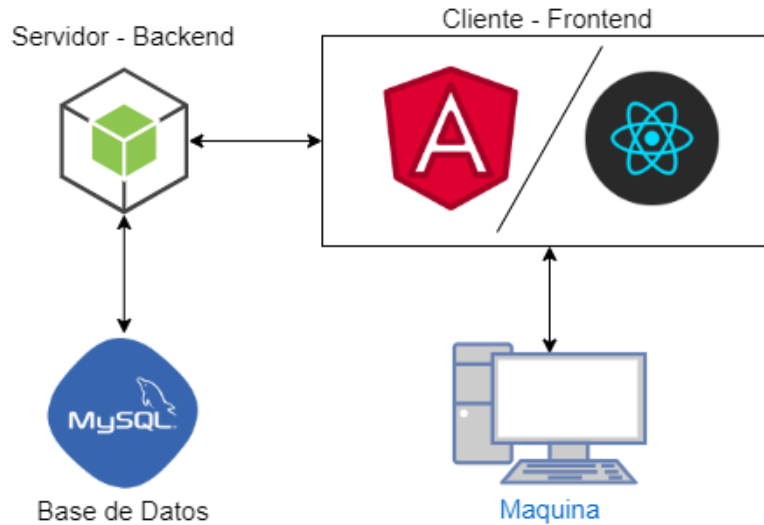 Cliente - Frontend
Servidor - Backend
A
MySQL
Base de Datos
Maquina